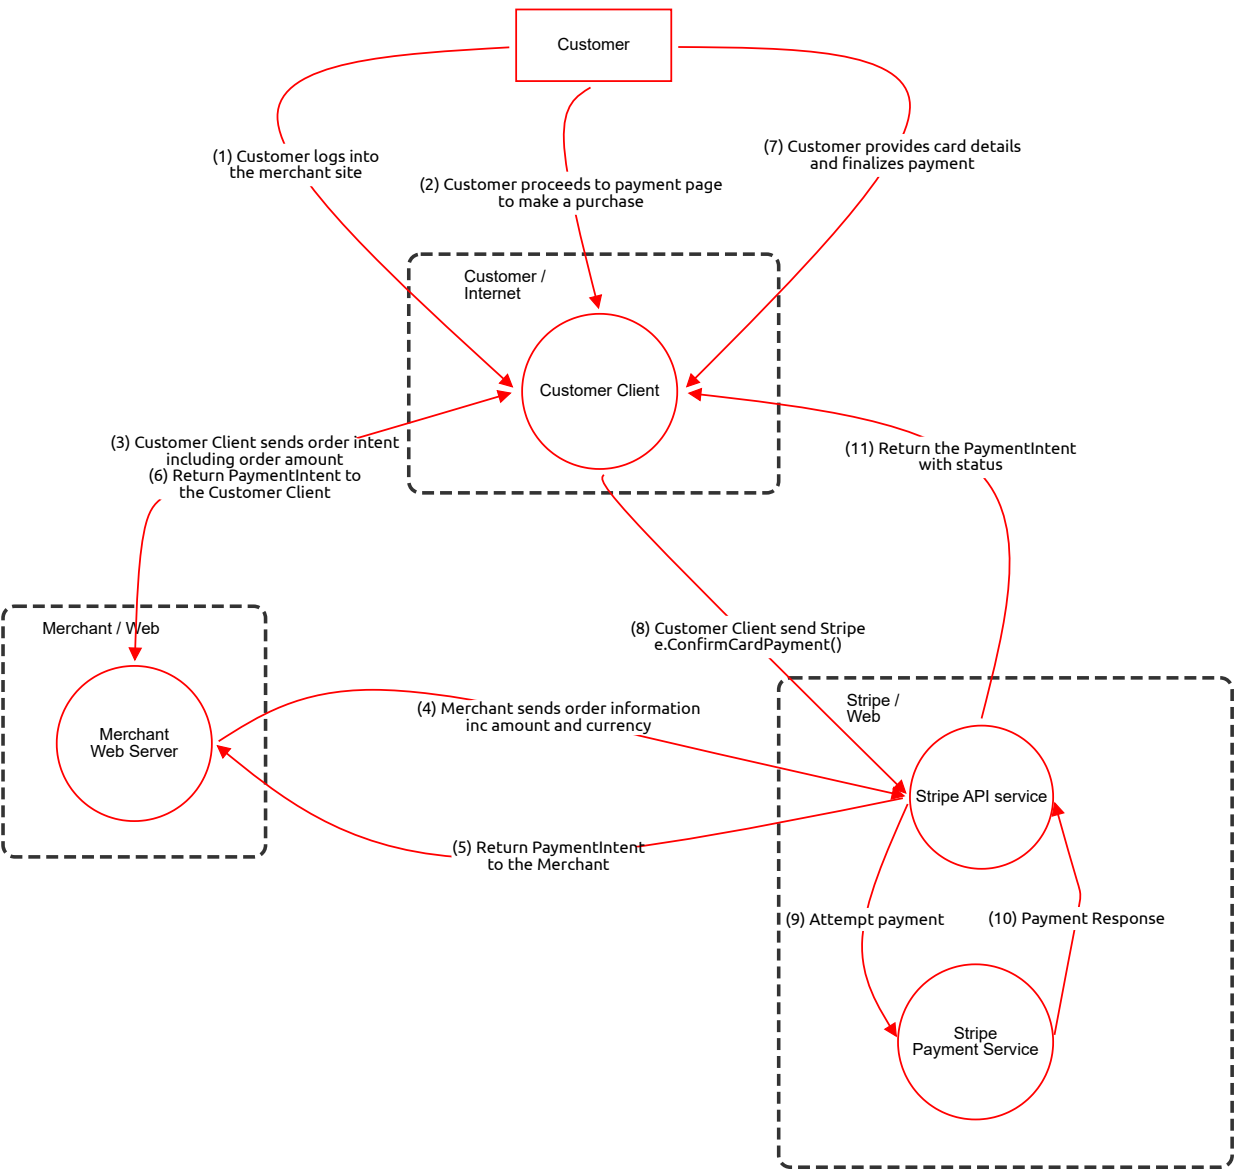 Customer
(1) Customer logs into
the merchant site
(2) Customer proceeds to payment page
to make a purchase
(7) Customer provides card details
and finalizes payment
Customer /
Internet
Customer Client
(3) Customer Client sends order intent
including order amount
(6) Return PaymentIntent to
the Customer Client
(11) Return the PaymentIntent
with status
Merchant / Web
Merchant
Web Server
(8) Customer Client send Stripe
e.ConfirmCardPayment()
(4) Merchant sends order information
inc amount and currency
Stripe /
Web
Stripe API service
(5) Return PaymentIntent
to the Merchant
(9) Attempt payment
(10) Payment Response
Stripe
Payment Service